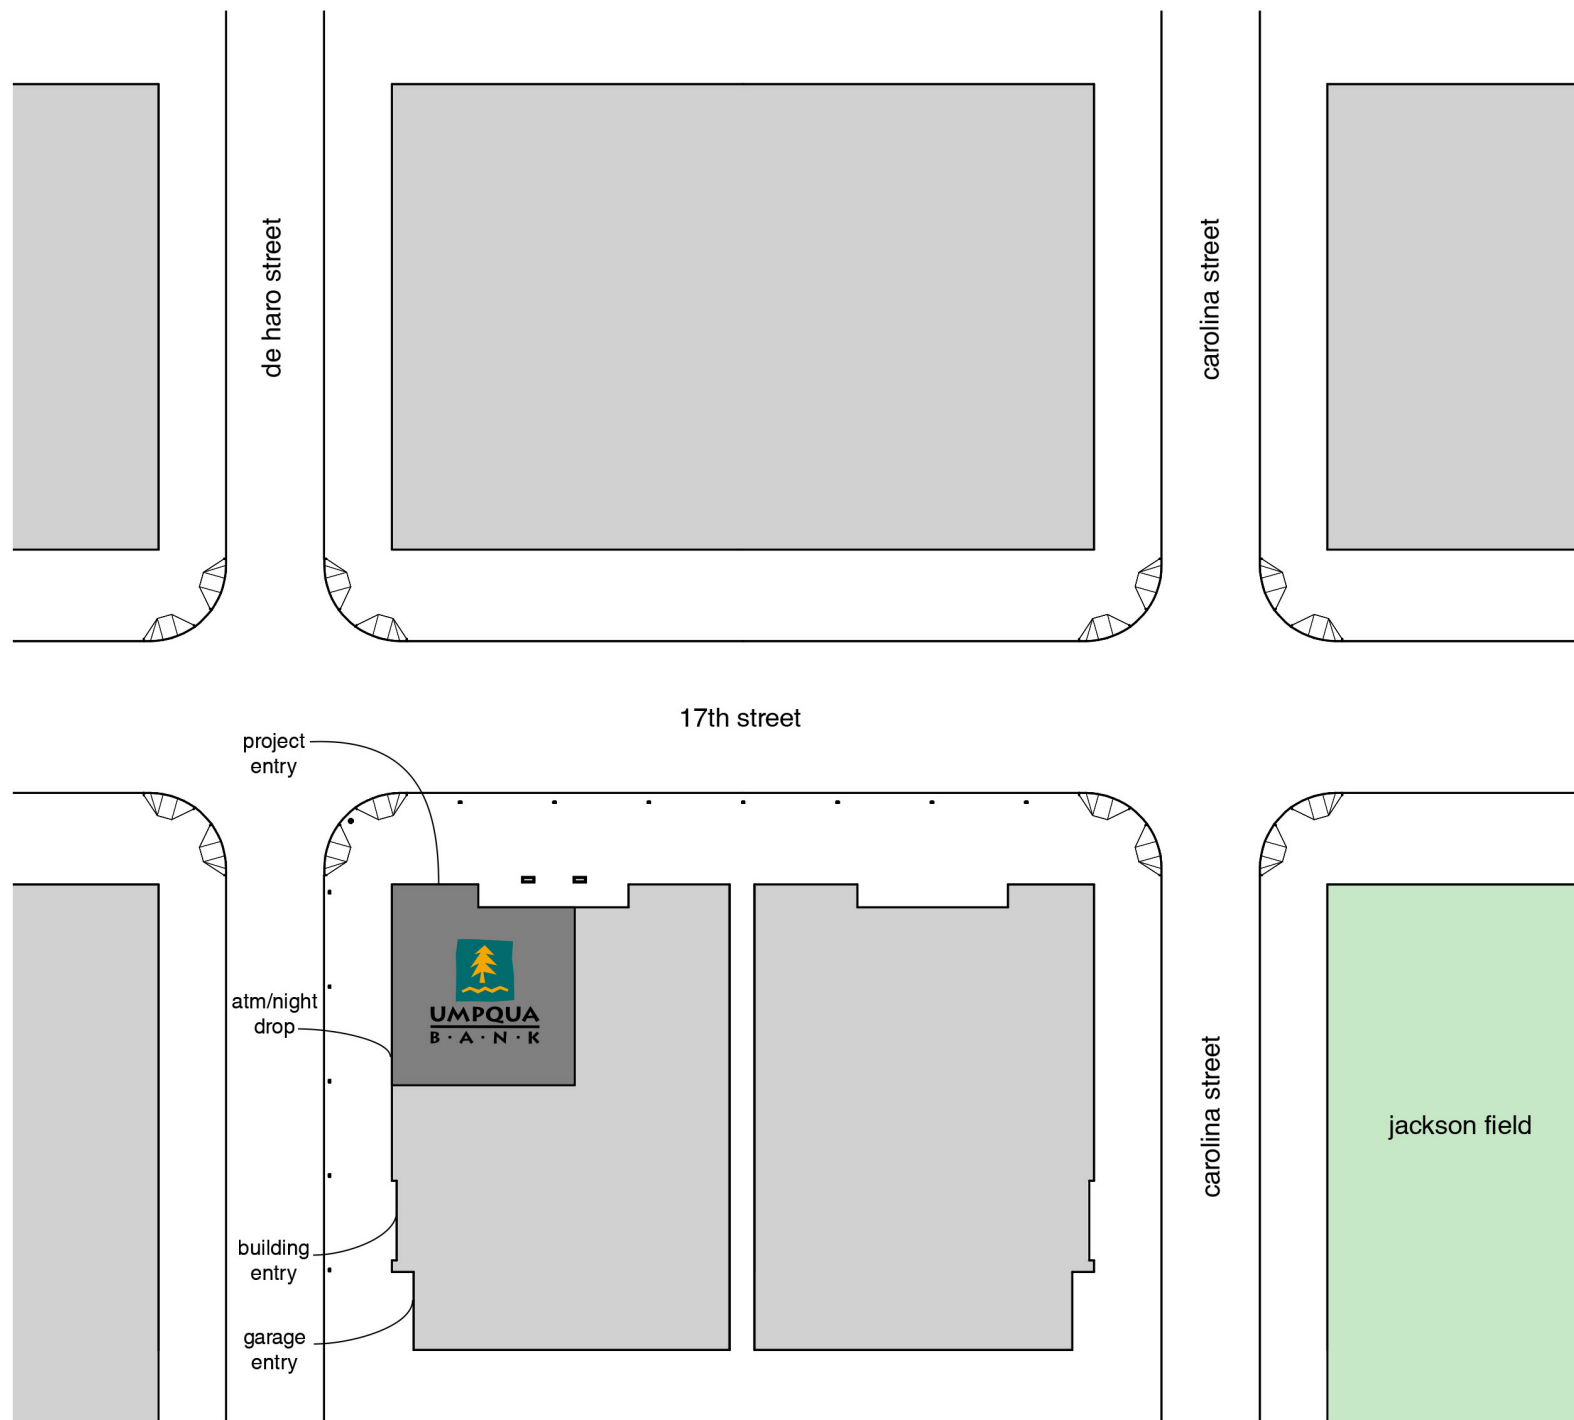 de haro street
carolina street
17th street
project
entry
atm/night
drop
UMPQUA
B·A·N·K
carolina street
jackson field
building
entry
garage
entry